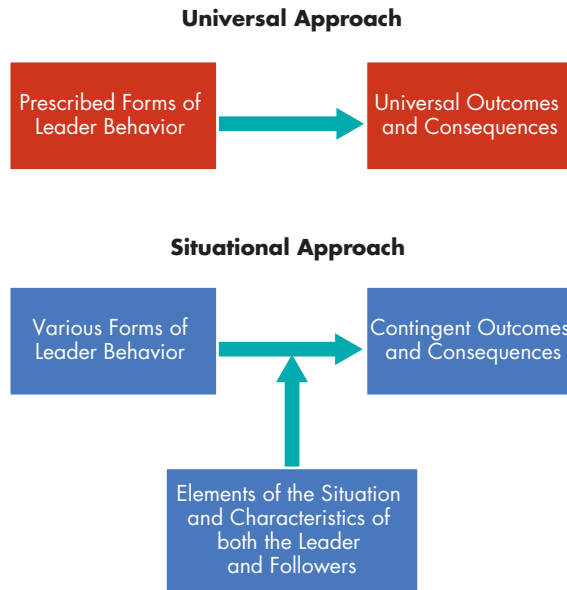 Universal Approach
Prescribed Forms of
Leader Behavior
Universal Outcomes
and Consequences
Situational Approach
Various Forms of
Leader Behavior
Contingent Outcomes
and Consequences
Elements of the Situation
and Characteristics of
both the Leader
and Followers